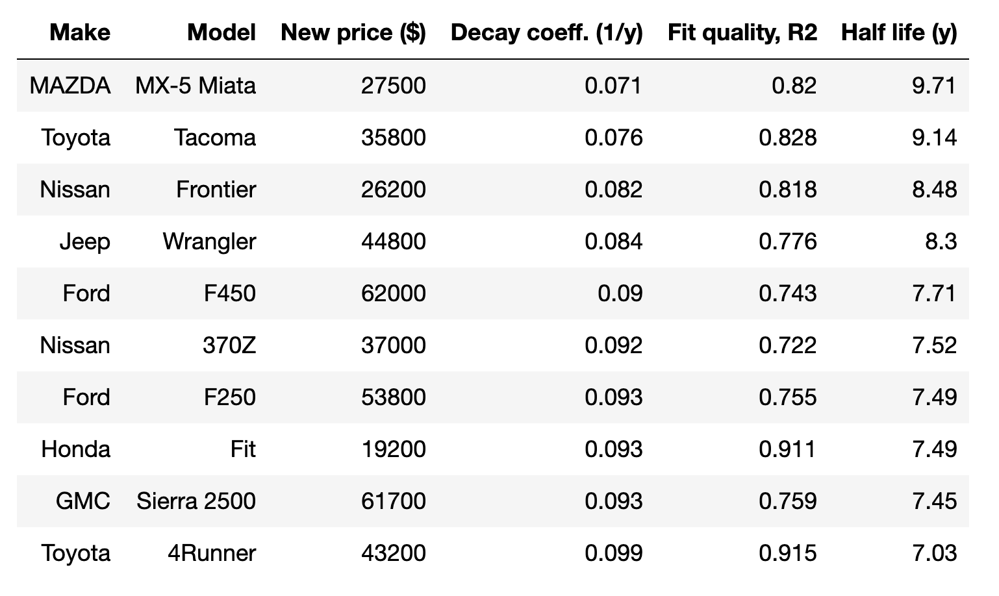 Make Model New price ($) Decay coeff. (1/y) Fit quality, R2 Half life (y)
MAZDA MX-5 Miata 27500 0.071 0.82 9.71
Toyota Tacoma 35800 0.076 0.828 9.14
Nissan Frontier 26200 0.082 0.818 8.48
Jeep Wrangler 44800 0.084 0.776 8.3
Ford F450 62000 0.09 0.743 7.71
Nissan 370Z 37000 0.092 0.722 7.52
Ford F250 53800 0.093 0.755 7.49
Honda Fit 19200 0.093 0.911 7.49
GMC Sierra 2500 61700 0.093 0.759 7.45
Toyota 4Runner 43200 0.099 0.915 7.03